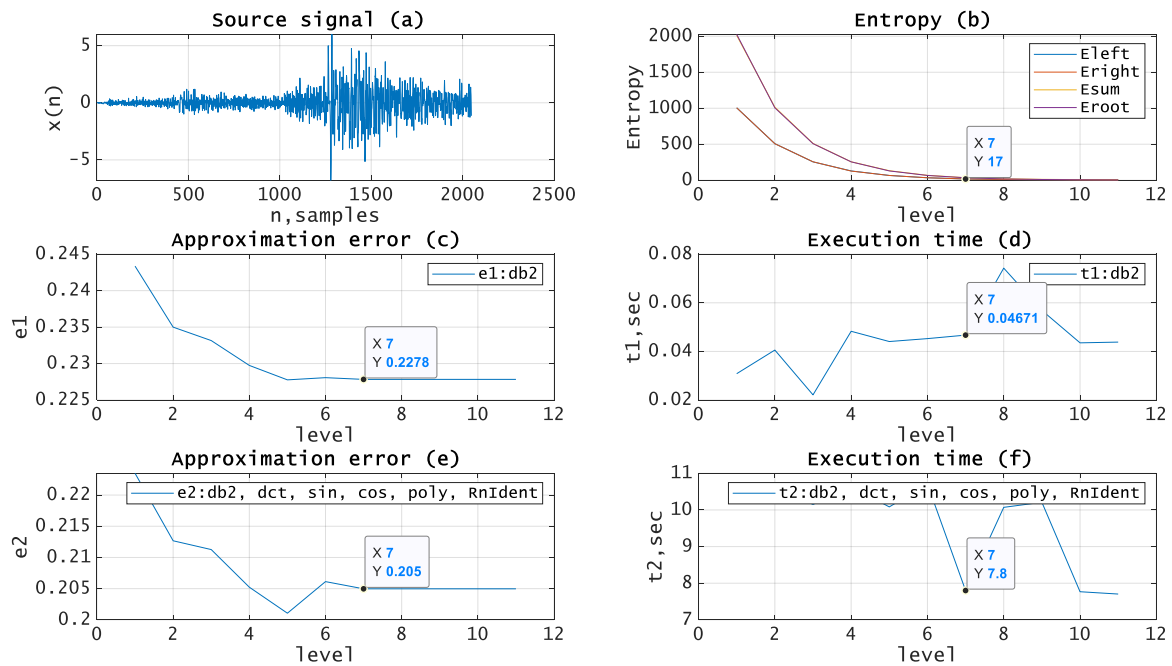 Source signal (a)
5
0
-5
x(n)
0 500 1000 1500 2000 2500
n,samples
Entropy (b)
2000
1500
1000
500
0
Entropy
Eleft
Eright
Esum
Eroot
X 7
Y 17
0 2 4 6 8 10 12
level
Approximation error (c)
0.245
0.24
0.235
0.23
0.225
e1
e1:db2
X 7
Y 0.2278
0 2 4 6 8 10 12
level
Execution time (d)
0.08
0.06
0.04
0.02
t1,sec
t1:db2
X 7
Y 0.04671
0 2 4 6 8 10 12
level
Approximation error (e)
0.22
0.215
0.21
0.205
0.2
e2
e2:db2, dct, sin, cos, poly, RnIdent
X 7
Y 0.205
0 2 4 6 8 10 12
level
Execution time (f)
11
10
9
8
7
t2,sec
t2:db2, dct, sin, cos, poly, RnIdent
X 7
Y 7.8
0 2 4 6 8 10 12
level